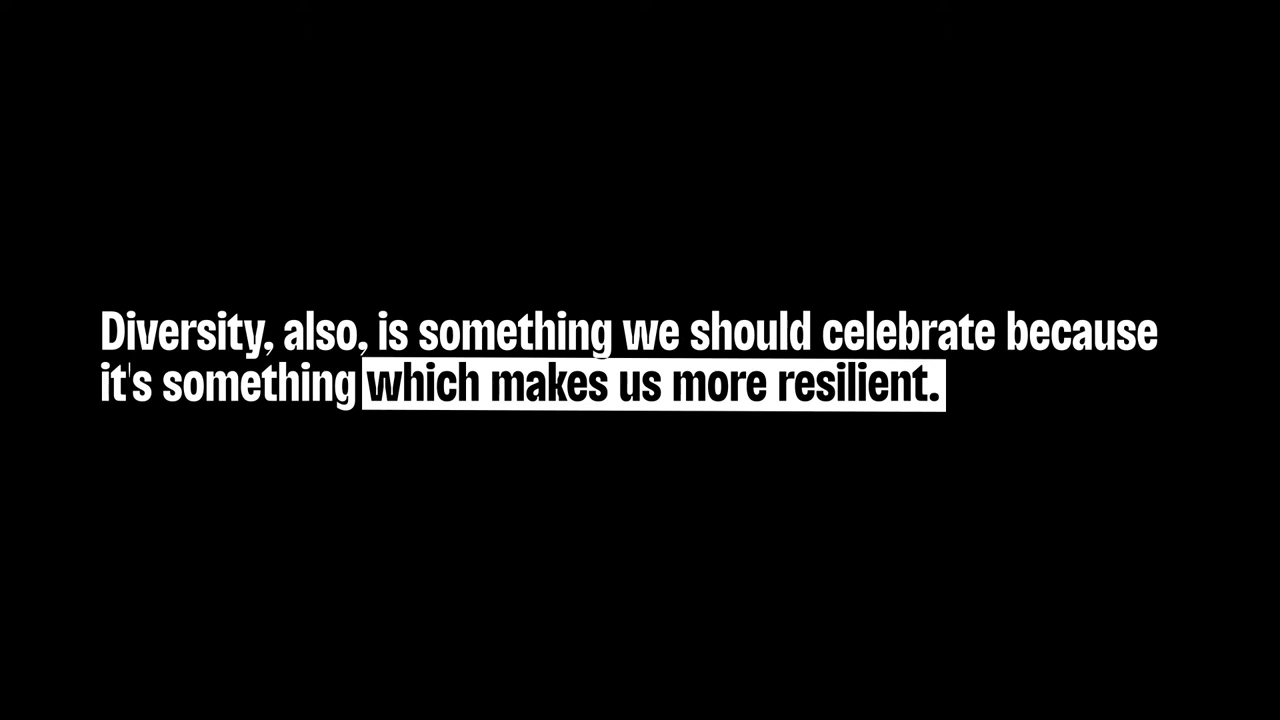 Diversity, also, is something we should celebrate because
it's something which makes us more resilient.